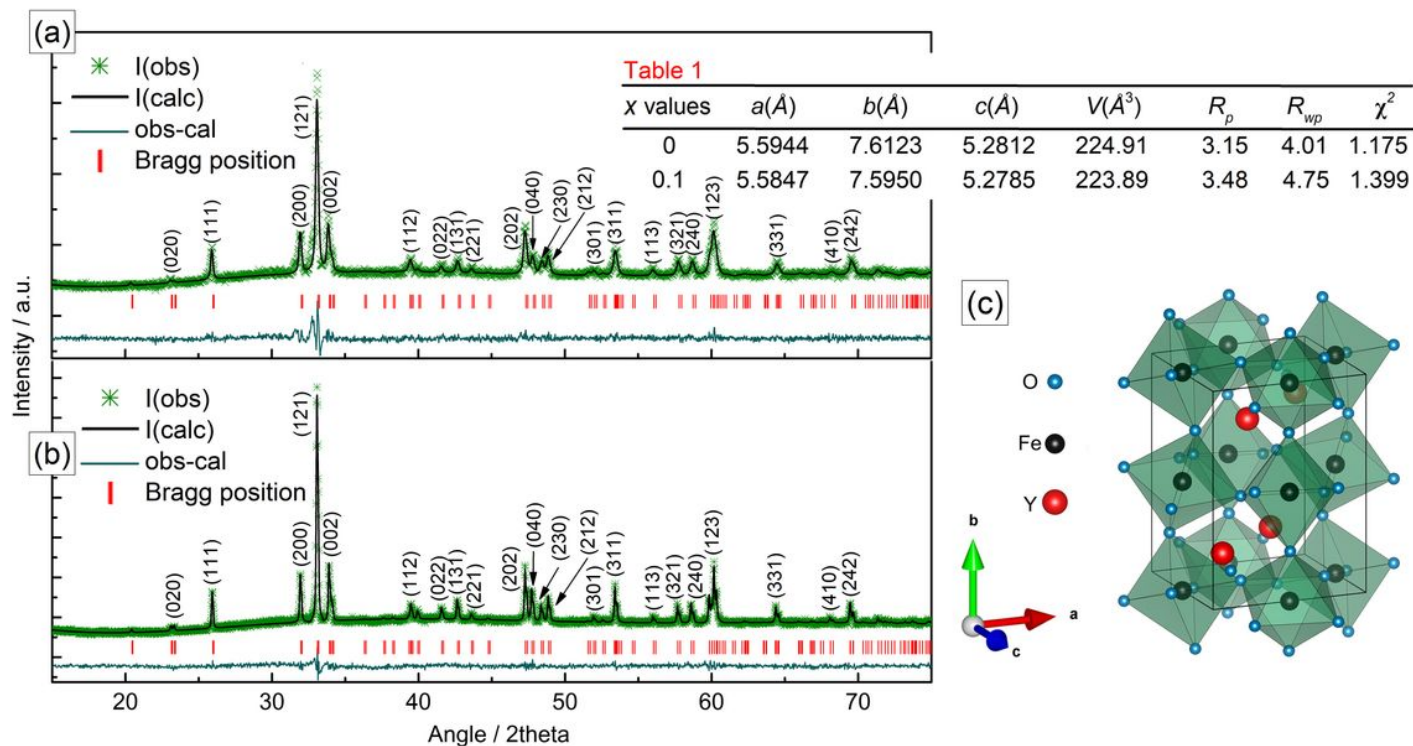 (a)
I(obs)
I(calc)
obs-cal
Bragg position
(020)
(111)
(200)
(121)
(002)
(112)
(022)
(131)
(221)
(202)
(040)
(230)
(212)
(301)
(311)
(113)
(321)
(240)
(123)
(331)
(410)
(242)
Table 1
x values a(Å) b(Å) c(Å) V(Å³) Rₚ R_wp χ²
0 5.5944 7.6123 5.2812 224.91 3.15 4.01 1.175
0.1 5.5847 7.5950 5.2785 223.89 3.48 4.75 1.399
Intensity / a.u.
(b)
I(obs)
I(calc)
obs-cal
Bragg position
(020)
(111)
(200)
(121)
(002)
(112)
(022)
(131)
(221)
(202)
(040)
(230)
(212)
(301)
(311)
(113)
(321)
(240)
(123)
(331)
(410)
(242)
20 30 40 50 60 70
Angle / 2theta
(c)
O
Fe
Y
b
a
c